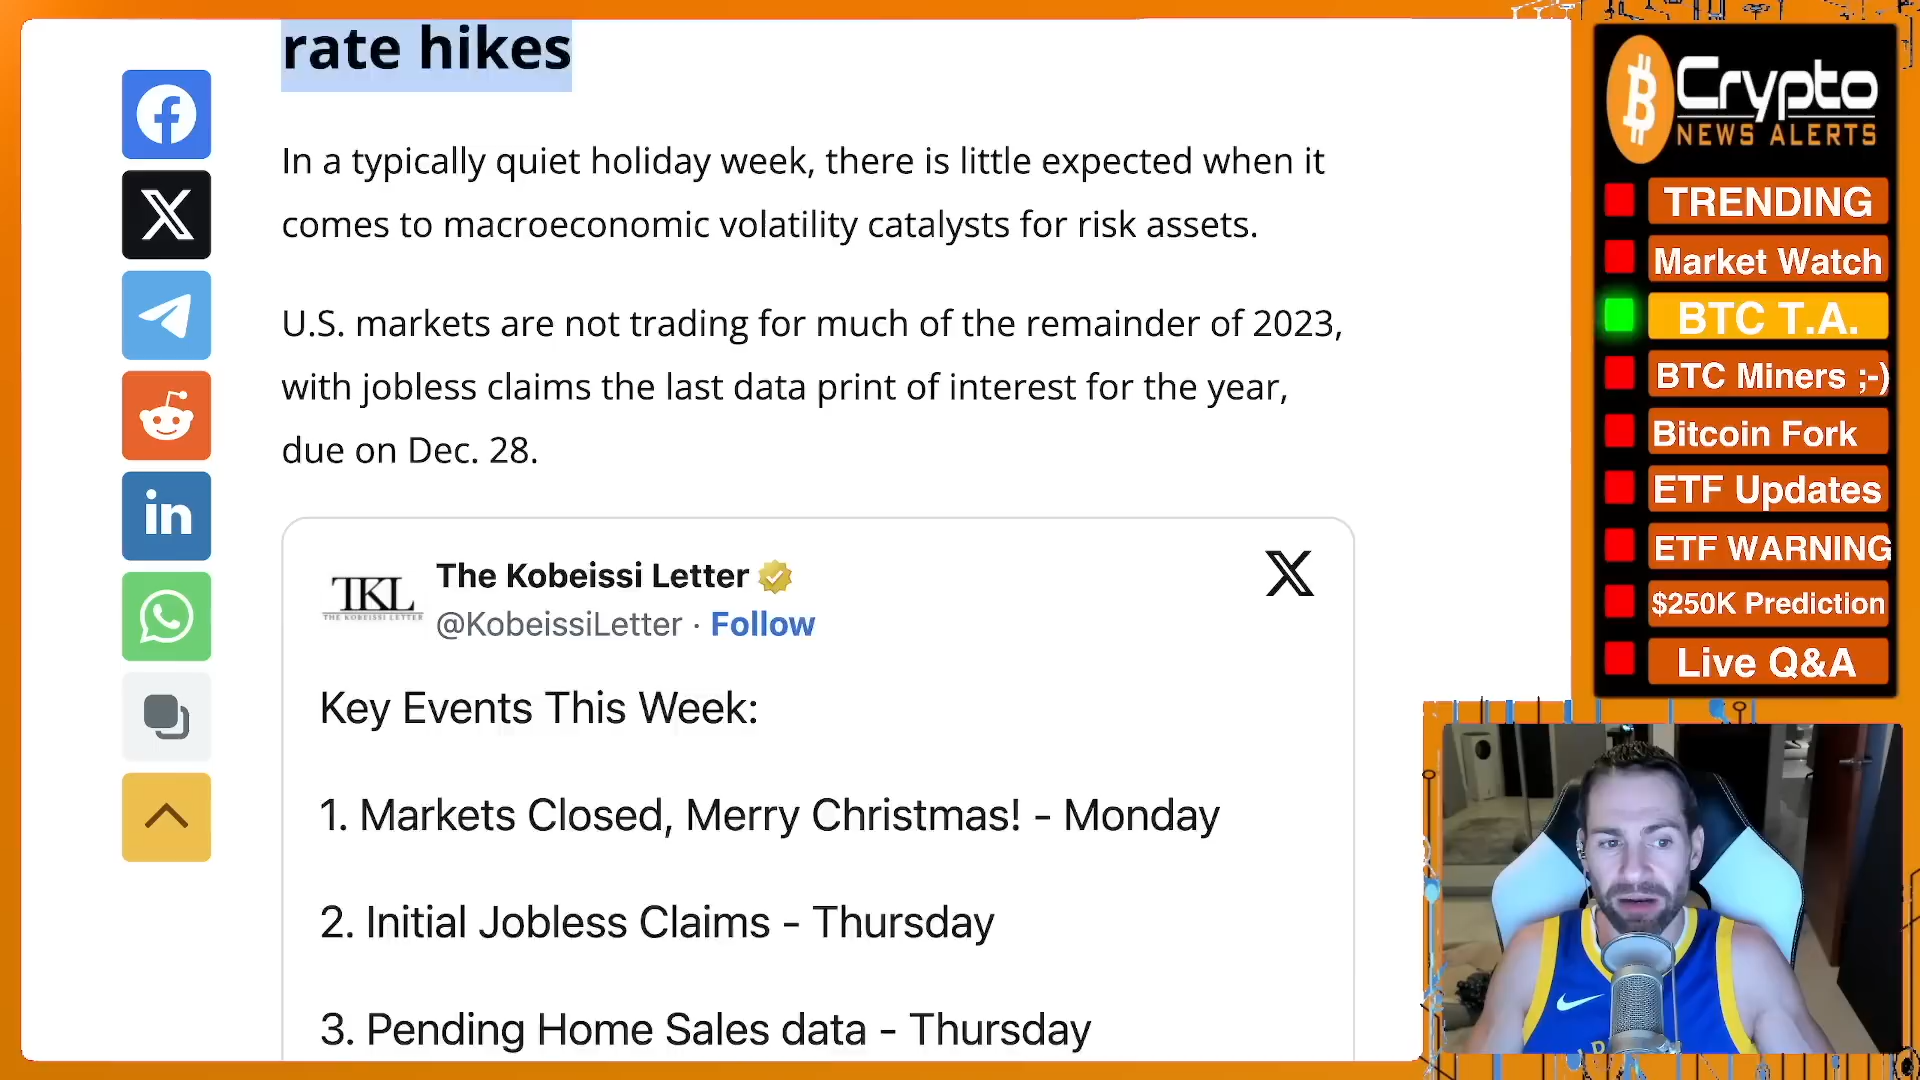 rate hikes
In a typically quiet holiday week, there is little expected when it
comes to macroeconomic volatility catalysts for risk assets.
U.S. markets are not trading for much of the remainder of 2023,
with jobless claims the last data print of interest for the year,
due on Dec. 28.
TKL
THE KOBEISSI LETTER
The Kobeissi Letter
@KobeissiLetter · Follow
Key Events This Week:
1. Markets Closed, Merry Christmas! - Monday
2. Initial Jobless Claims - Thursday
3. Pending Home Sales data - Thursday
in
Crypto
NEWS ALERTS
TRENDING
Market Watch
BTC T.A.
BTC Miners ;-)
Bitcoin Fork
ETF Updates
ETF WARNING
$250K Prediction
Live Q&A